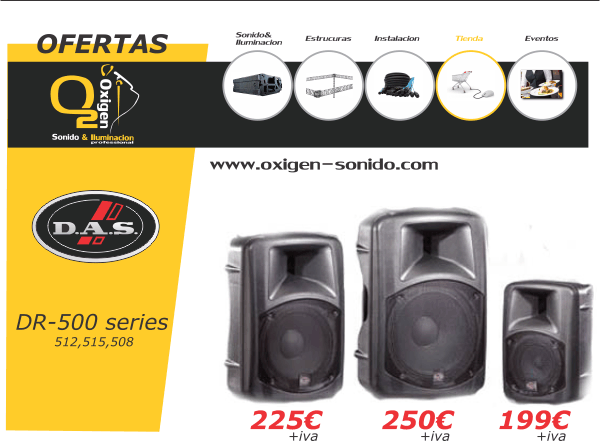 OFERTAS
Sonido&
Iluminacion
Estrucuras
Instalacion
Tienda
Eventos
O2
Oxigen
Sonido & Iluminacion
professional
www.oxigen-sonido.com
D.A.S.
DR-500 series
512,515,508
225€
+iva
250€
+iva
199€
+iva